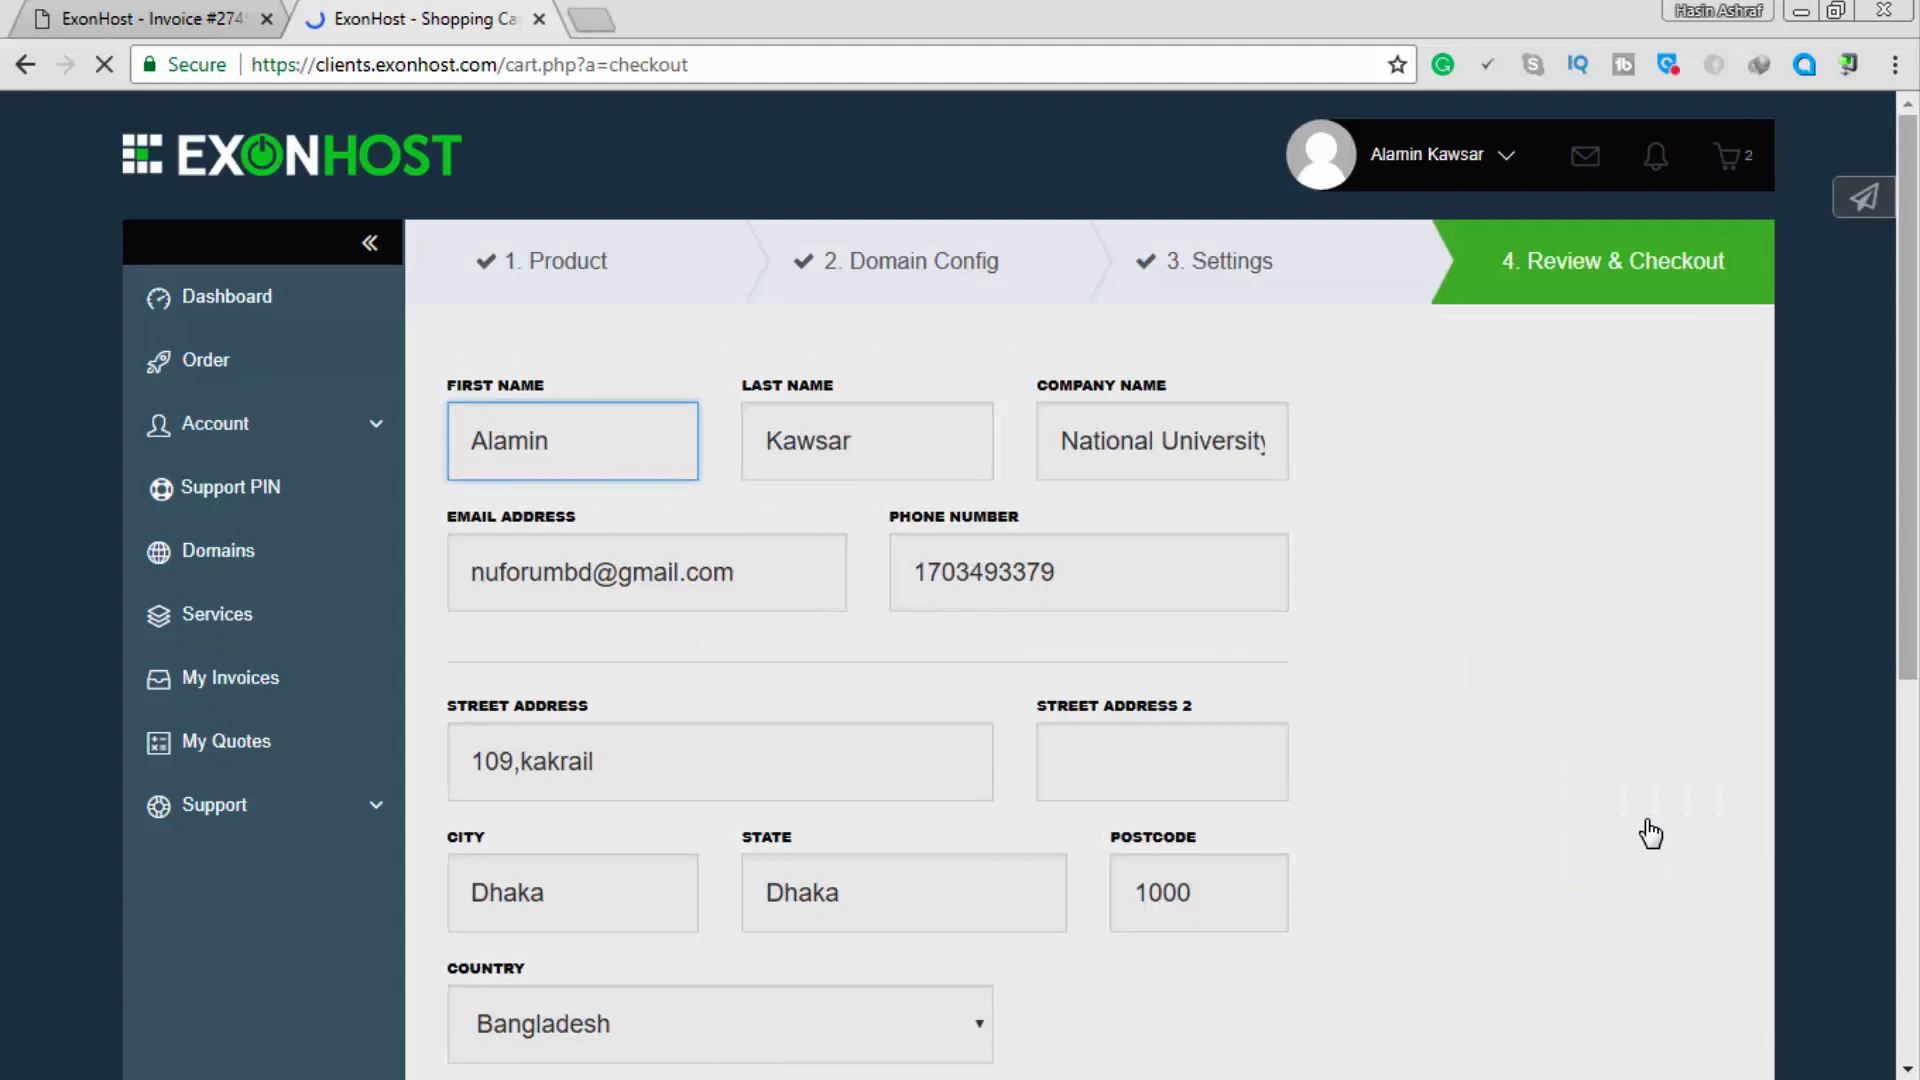 ExonHost - Invoice #2745
ExonHost - Shopping Ca
Hasin Ashraf
Secure
https://clients.exonhost.com/cart.php?a=checkout
EXONHOST
Alamin Kawsar
2
1. Product
2. Domain Config
3. Settings
4. Review & Checkout
Dashboard
Order
Account
Support PIN
Domains
Services
My Invoices
My Quotes
Support
FIRST NAME
LAST NAME
COMPANY NAME
Alamin
Kawsar
National University
EMAIL ADDRESS
PHONE NUMBER
nuforumbd@gmail.com
1703493379
STREET ADDRESS
STREET ADDRESS 2
109,kakrail
CITY
STATE
POSTCODE
Dhaka
Dhaka
1000
COUNTRY
Bangladesh